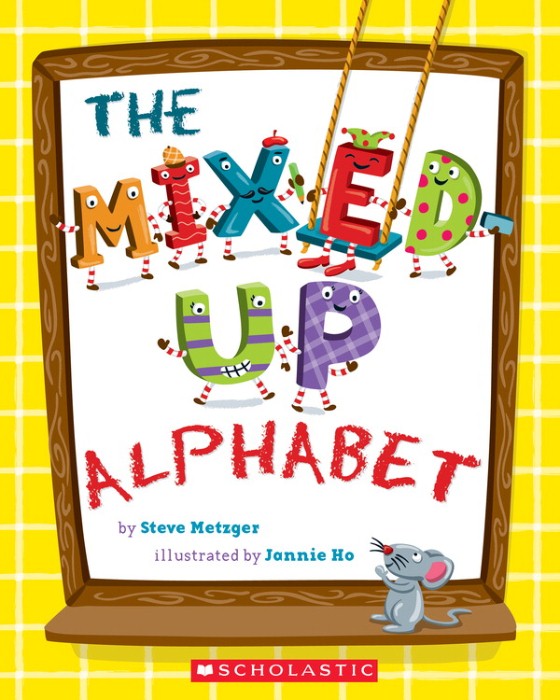 THE
MIXED
UP
ALPHABET
by Steve Metzger
illustrated by Jannie Ho
SCHOLASTIC